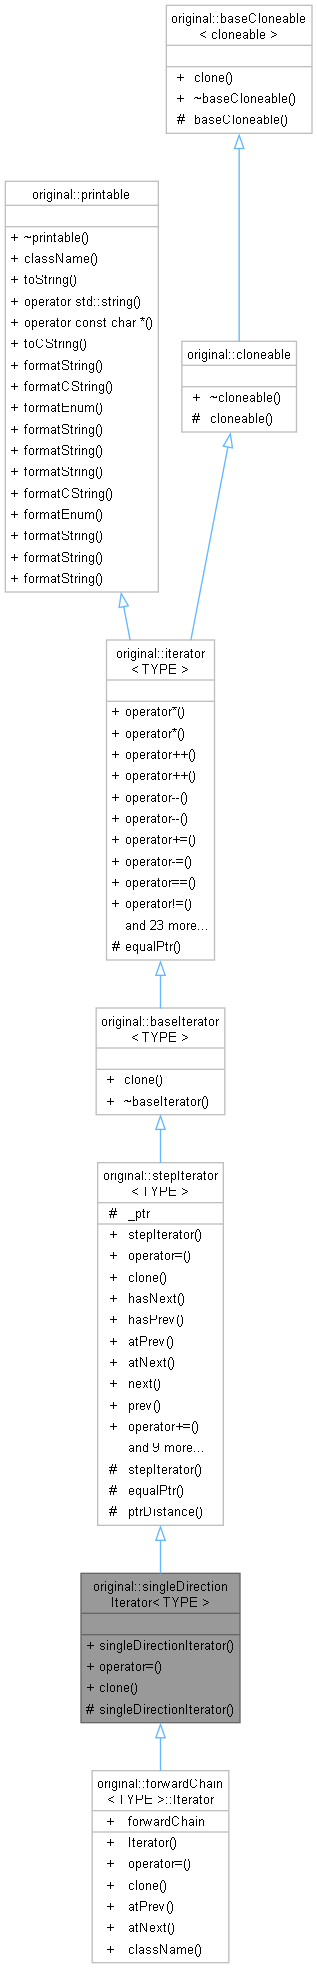 original::baseCloneable
< cloneable >
+ clone()
+ ~baseCloneable()
# baseCloneable()
original::printable
+ ~printable()
+ className()
+ toString()
+ operator std::string()
+ operator const char *()
+ toCString()
+ formatString()
+ formatCString()
+ formatEnum()
+ formatString()
+ formatString()
+ formatString()
+ formatCString()
+ formatEnum()
+ formatString()
+ formatString()
+ formatString()
original::cloneable
+ ~cloneable()
# cloneable()
original::iterator
< TYPE >
+ operator*()
+ operator*()
+ operator++()
+ operator++()
+ operator--()
+ operator--()
+ operator+=()
+ operator-=()
+ operator==()
+ operator!=()
and 23 more...
# equalPtr()
original::baseIterator
< TYPE >
+ clone()
+ ~baseIterator()
original::stepIterator
< TYPE >
# _ptr
+ stepIterator()
+ operator=()
+ clone()
+ hasNext()
+ hasPrev()
+ atPrev()
+ atNext()
+ next()
+ prev()
+ operator+=()
and 9 more...
# stepIterator()
# equalPtr()
# ptrDistance()
original::singleDirection
Iterator< TYPE >
+ singleDirectionIterator()
+ operator=()
+ clone()
# singleDirectionIterator()
original::forwardChain
< TYPE >::Iterator
+ forwardChain
+ Iterator()
+ operator=()
+ clone()
+ atPrev()
+ atNext()
+ className()